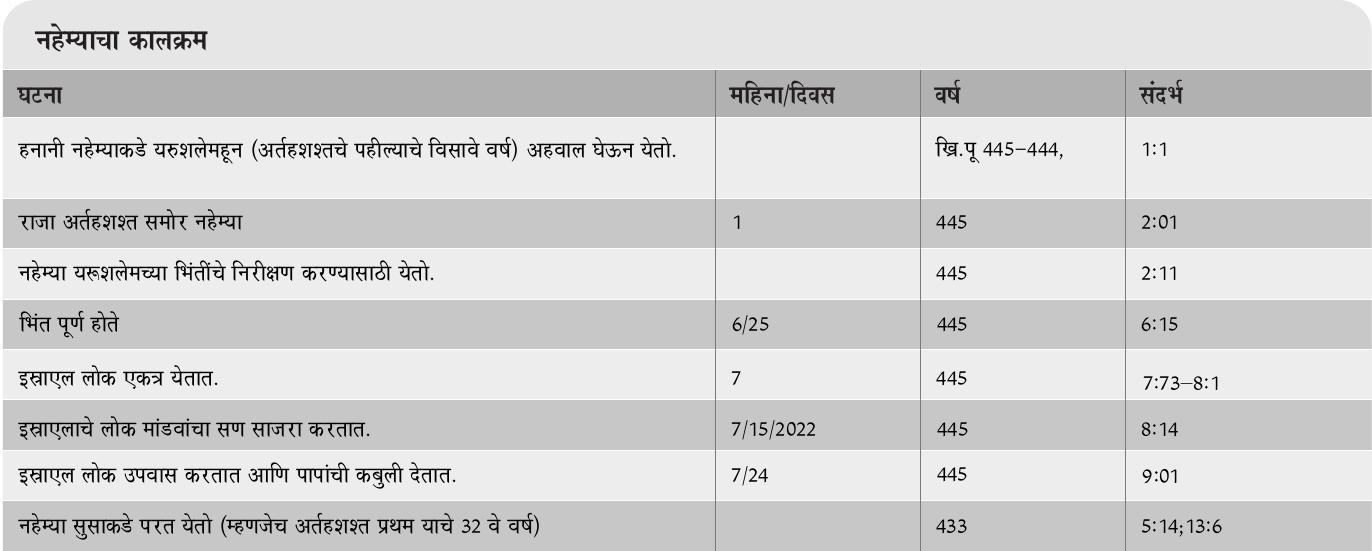 नहेम्याचा कालक्रम
घटना महिना/दिवस वर्ष संदर्भ
हनानी नहेम्याकडे यरुशलेमहून (अर्तहशश्तचे पहील्याचे विसावे वर्ष) अहवाल घेऊन येतो. ख्रि.पू 445–444, 1:1
राजा अर्तहशश्त समोर नहेम्या 1 445 2:01
नहेम्या यरूशलेमच्या भिंतींचे निरीक्षण करण्यासाठी येतो. 445 2:11
भिंत पूर्ण होते 6/25 445 6:15
इस्राएल लोक एकत्र येतात. 7 445 7:73–8:1
इस्राएलाचे लोक मांडवांचा सण साजरा करतात. 7/15/2022 445 8:14
इस्राएल लोक उपवास करतात आणि पापांची कबुली देतात. 7/24 445 9:01
नहेम्या सुसाकडे परत येतो (म्हणजेच अर्तहशश्त प्रथम याचे 32 वे वर्ष) 433 5:14;13:6